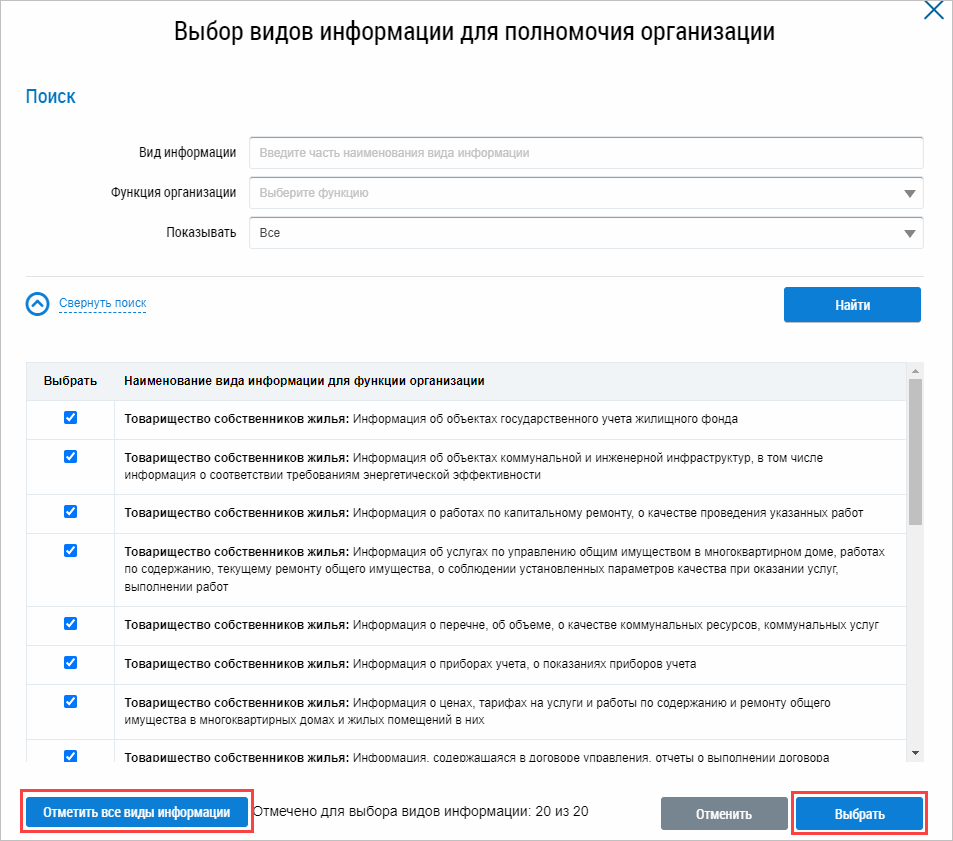 Выбор видов информации для полномочия организации
Поиск
Вид информации
Введите часть наименования вида информации
Функция организации
Выберите функцию
Показывать
Все
Свернуть поиск
Найти
Выбрать
Наименование вида информации для функции организации
Товарищество собственников жилья: Информация об объектах государственного учета жилищного фонда
Товарищество собственников жилья: Информация об объектах коммунальной и инженерной инфраструктур, в том числе
информация о соответствии требованиям энергетической эффективности
Товарищество собственников жилья: Информация о работах по капитальному ремонту, о качестве проведения указанных работ
Товарищество собственников жилья: Информация об услугах по управлению общим имуществом в многоквартирном доме, работах
по содержанию, текущему ремонту общего имущества, о соблюдении установленных параметров качества при оказании услуг,
выполнении работ
Товарищество собственников жилья: Информация о перечне, об объеме, о качестве коммунальных ресурсов, коммунальных услуг
Товарищество собственников жилья: Информация о приборах учета, о показаниях приборов учета
Товарищество собственников жилья: Информация о ценах, тарифах на услуги и работы по содержанию и ремонту общего
имущества в многоквартирных домах и жилых помещений в них
Товарищество собственников жилья: Информация, содержащаяся в договоре управления, отчеты о выполнении договора
Отметить все виды информации
Отмечено для выбора видов информации: 20 из 20
Отменить
Выбрать